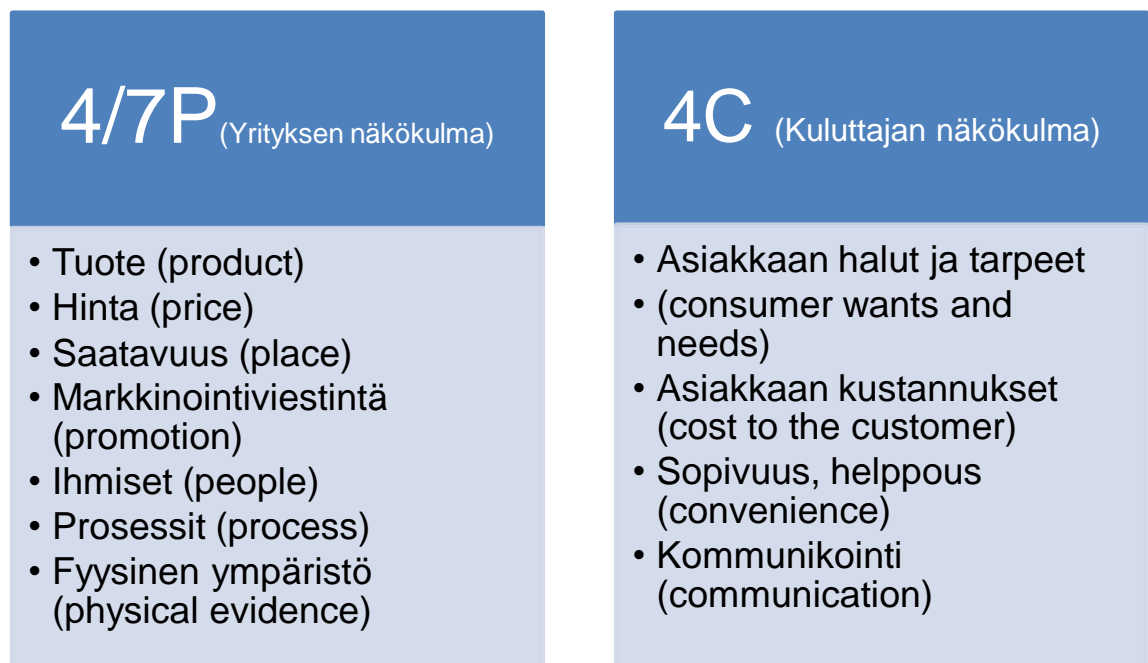 4/7P (Yrityksen näkökulma)
• Tuote (product)
• Hinta (price)
• Saatavuus (place)
• Markkinointiviestintä
(promotion)
• Ihmiset (people)
• Prosessit (process)
• Fyysinen ympäristö
(physical evidence)
4C (Kuluttajan näkökulma)
• Asiakkaan halut ja tarpeet
• (consumer wants and
needs)
• Asiakkaan kustannukset
(cost to the customer)
• Sopivuus, helppous
(convenience)
• Kommunikointi
(communication)